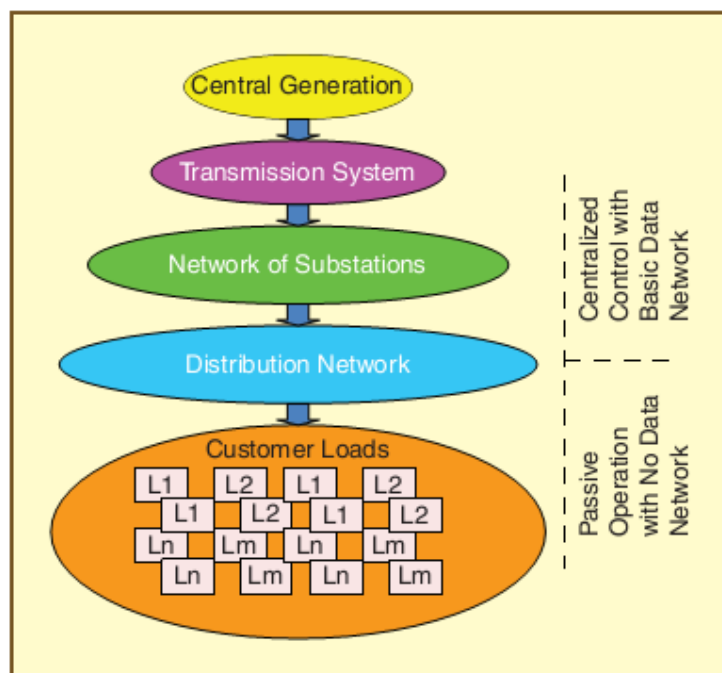 Central Generation
Transmission System
Network of Substations
Distribution Network
Customer Loads
L1 L2 L1 L2
L1 L2 L1 L2
Ln Lm Ln Lm
Ln Lm Ln Lm
Centralized
Control with
Basic Data
Network
Passive
Operation
with No Data
Network